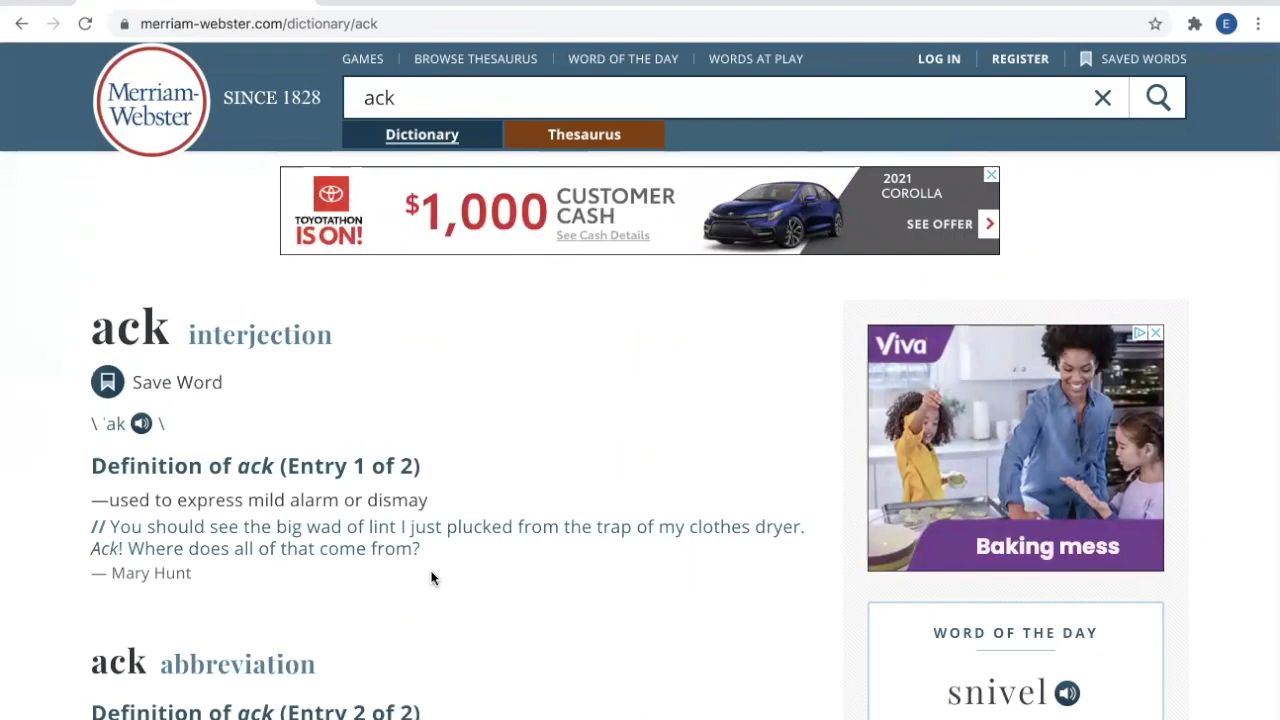 merriam-webster.com/dictionary/ack
E
GAMES
BROWSE THESAURUS
WORD OF THE DAY
WORDS AT PLAY
LOG IN
REGISTER
SAVED WORDS
Merriam-
Webster
SINCE 1828
ack
Dictionary
Thesaurus
TOYOTATHON
IS ON!
$1,000
CUSTOMER
CASH
See Cash Details
2021
COROLLA
SEE OFFER
ack interjection
Save Word
\ ˈak \
Definition of ack (Entry 1 of 2)
—used to express mild alarm or dismay
// You should see the big wad of lint I just plucked from the trap of my clothes dryer.
Ack! Where does all of that come from?
— Mary Hunt
ack abbreviation
Definition of ack (Entry 2 of 2)
Viva
Baking mess
WORD OF THE DAY
snivel